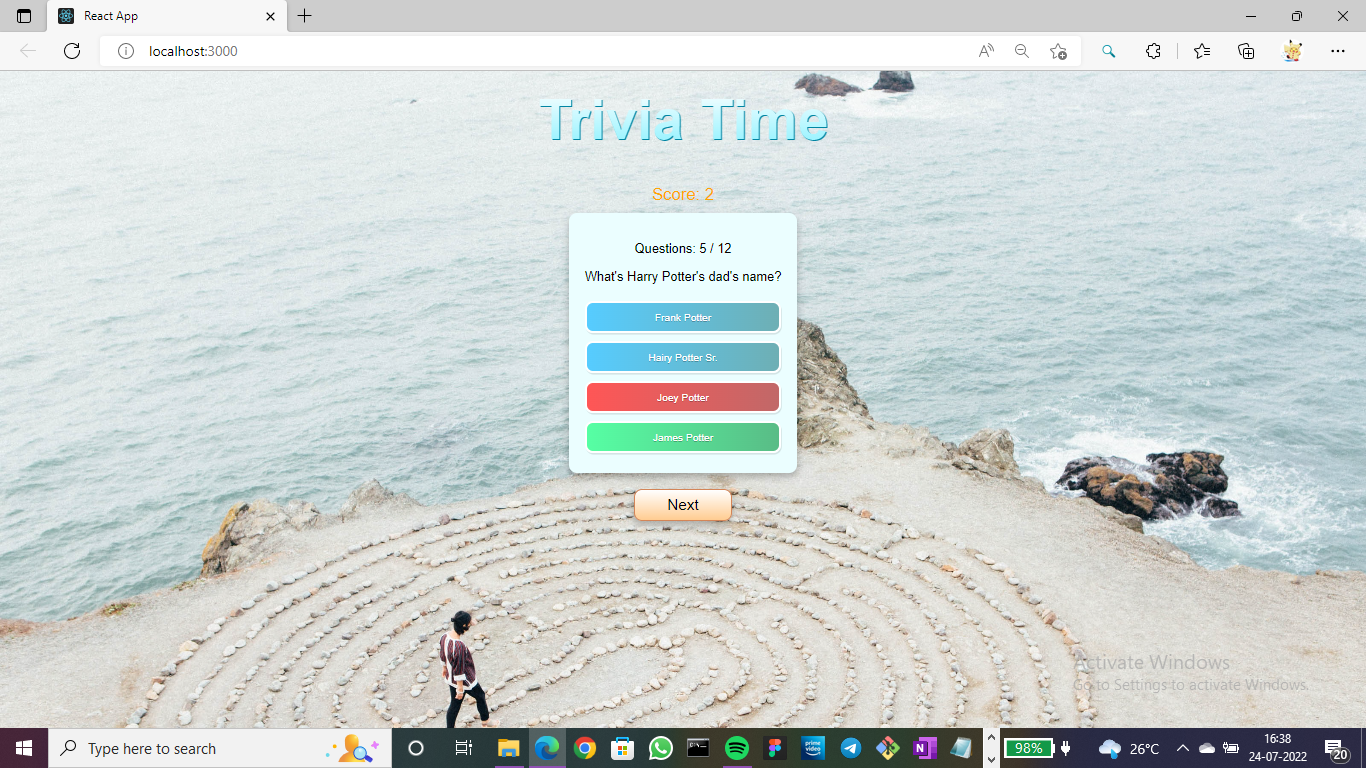 React App
localhost:3000
Trivia Time
Score: 2
Questions: 5 / 12
What's Harry Potter's dad's name?
Frank Potter
Hairy Potter Sr.
Joey Potter
James Potter
Next
Activate Windows
Go to Settings to activate Windows.
Type here to search
prime video
N
98%
26°C
16:38
24-07-2022
20